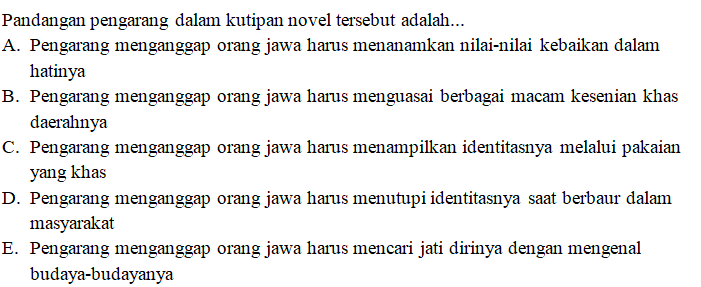 Pandangan pengarang dalam kutipan novel tersebut adalah...
A. Pengarang menganggap orang jawa harus menanamkan nilai-nilai kebaikan dalam
hatinya
B. Pengarang menganggap orang jawa harus menguasai berbagai macam kesenian khas
daerahnya
C. Pengarang menganggap orang jawa harus menampilkan identitasnya melalui pakaian
yang khas
D. Pengarang menganggap orang jawa harus menutupi identitasnya saat berbaur dalam
masyarakat
E. Pengarang menganggap orang jawa harus mencari jati dirinya dengan mengenal
budaya-budayanya